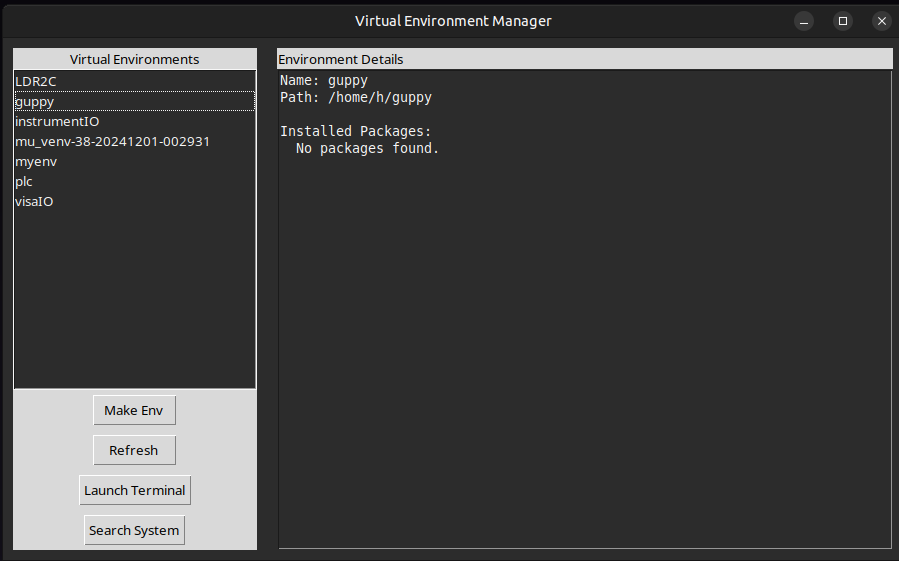 Virtual Environment Manager
Virtual Environments
LDR2C
guppy
instrumentIO
mu_venv-38-20241201-002931
myenv
plc
visaIO
Make Env
Refresh
Launch Terminal
Search System
Environment Details
Name: guppy
Path: /home/h/guppy
Installed Packages:
No packages found.